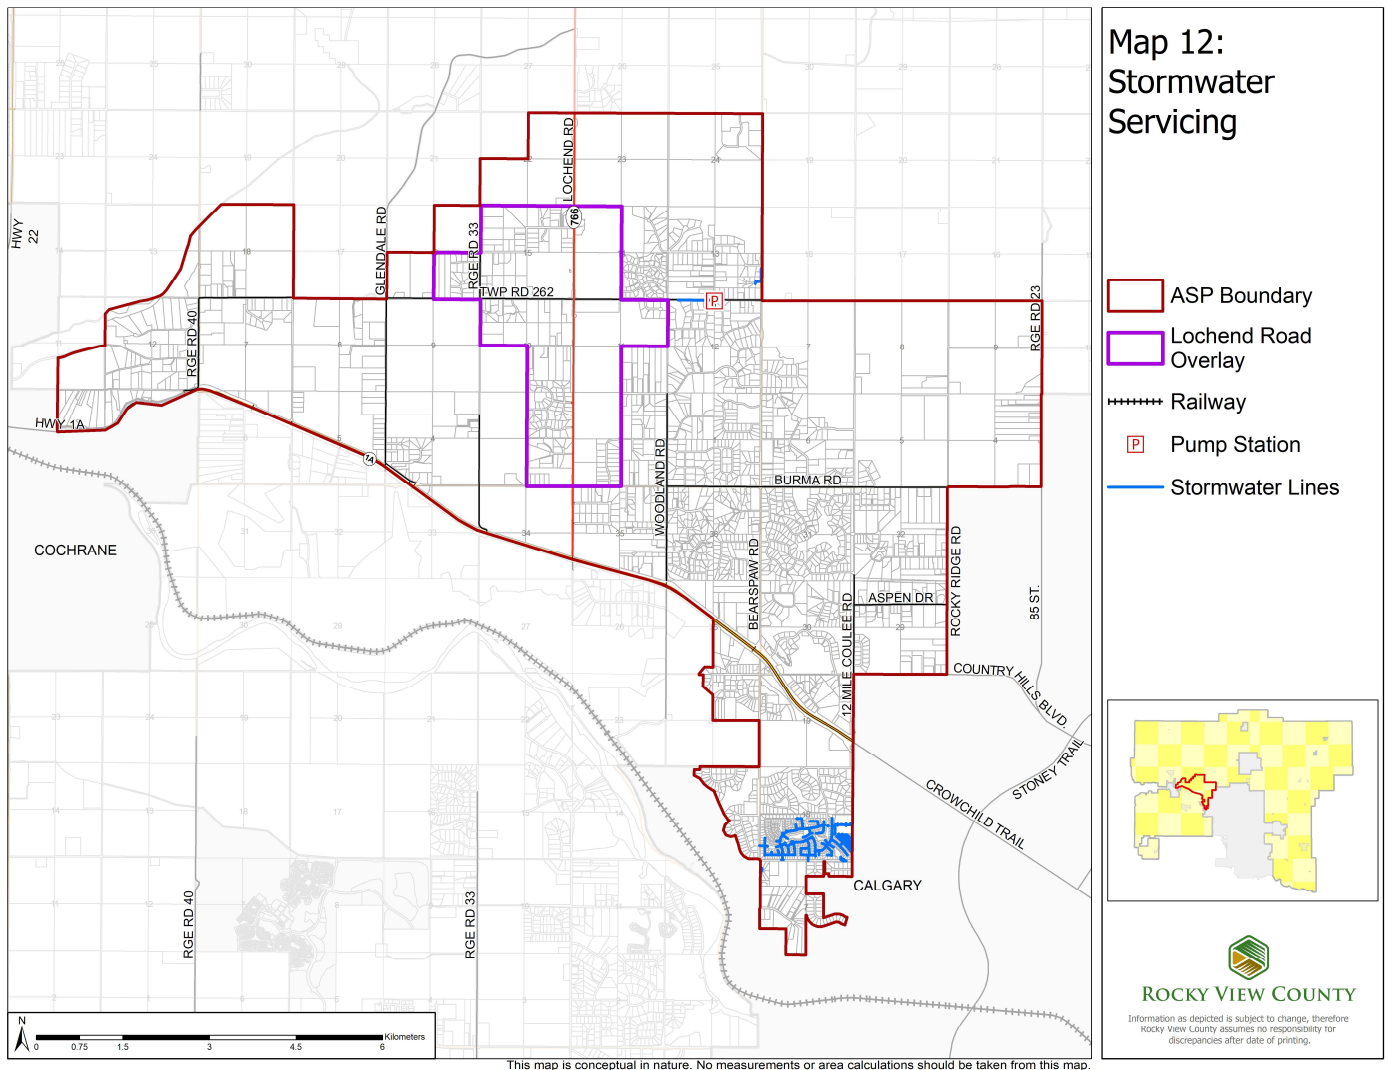 Map 12:
Stormwater
Servicing
ASP Boundary
Lochend Road
Overlay
Railway
P
Pump Station
Stormwater Lines
HWY
22
RGE RD 40
GLENDALE RD
RGE RD 33
LOCHEND RD
766
TWP RD 262
P
RGE RD 23
HWY 1A
1A
WOODLAND RD
BURMA RD
BEARSPAW RD
12 MILE COULEE RD
ASPEN DR
ROCKY RIDGE RD
85 ST.
COCHRANE
COUNTRY HILLS BLVD.
STONEY TRAIL
CROWCHILD TRAIL
CALGARY
RGE RD 40
RGE RD 33
N
0 0.75 1.5 3 4.5 6
Kilometers
ROCKY VIEW COUNTY
Information as depicted is subject to change, therefore
Rocky View County assumes no responsibility for
discrepancies after date of printing.
This map is conceptual in nature. No measurements or area calculations should be taken from this map.